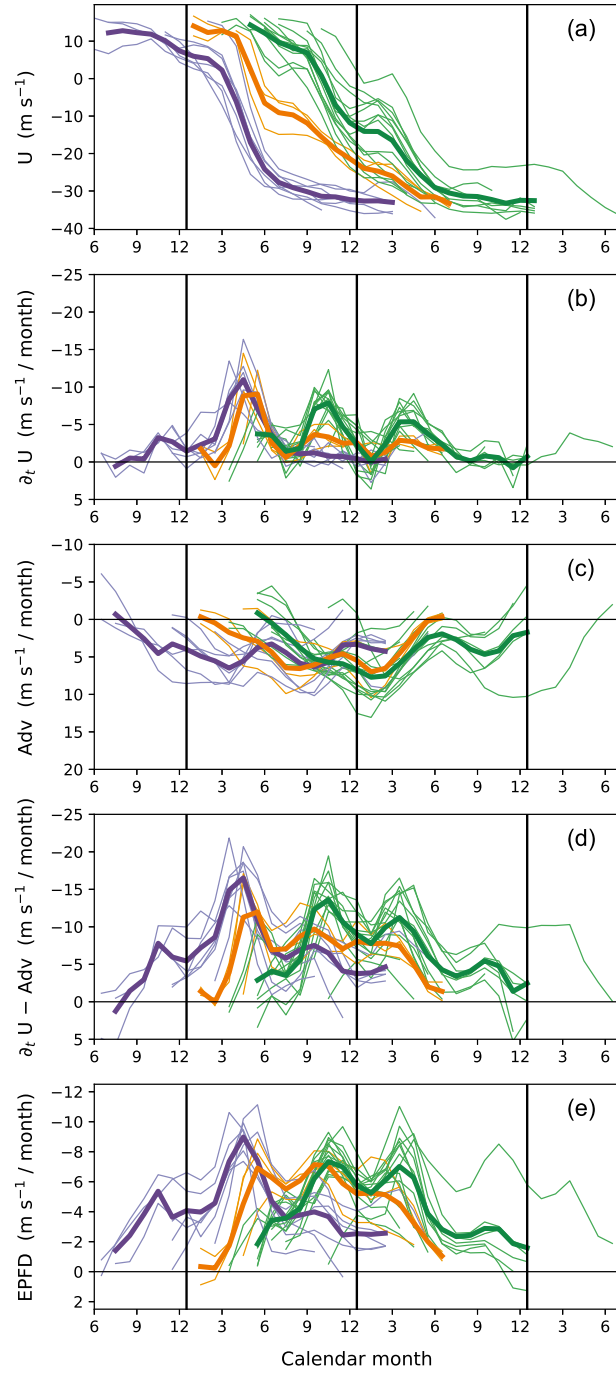 (a)
U (m s⁻¹)
10
0
−10
−20
−30
−40
6 9 12 3 6 9 12 3 6 9 12 3 6
(b)
∂ₜ U (m s⁻¹ / month)
−25
−20
−15
−10
−5
0
5
6 9 12 3 6 9 12 3 6 9 12 3 6
(c)
Adv (m s⁻¹ / month)
−10
−5
0
5
10
15
20
6 9 12 3 6 9 12 3 6 9 12 3 6
(d)
∂ₜ U − Adv (m s⁻¹ / month)
−25
−20
−15
−10
−5
0
5
6 9 12 3 6 9 12 3 6 9 12 3 6
(e)
EPFD (m s⁻¹ / month)
−12
−10
−8
−6
−4
−2
0
2
6 9 12 3 6 9 12 3 6 9 12 3 6
Calendar month